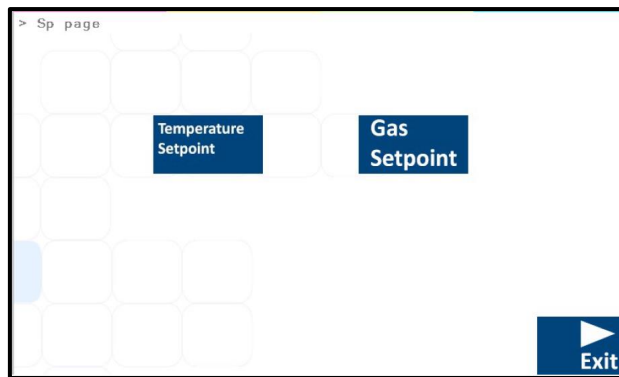 > Sp page
Temperature
Setpoint
Gas
Setpoint
Exit